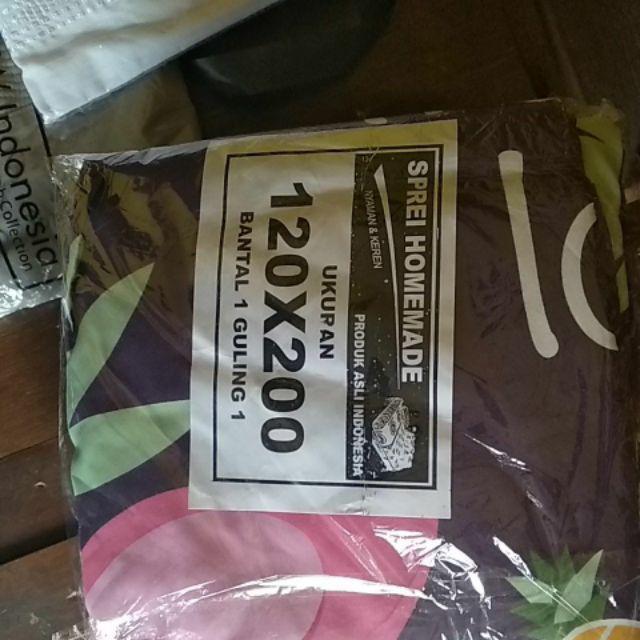 SPREI HOMEMADE
NYAMAN & KEREN
PRODUK ASLI INDONESIA
UKURAN
120X200
BANTAL 1 GULING 1
Indonesia
Collection